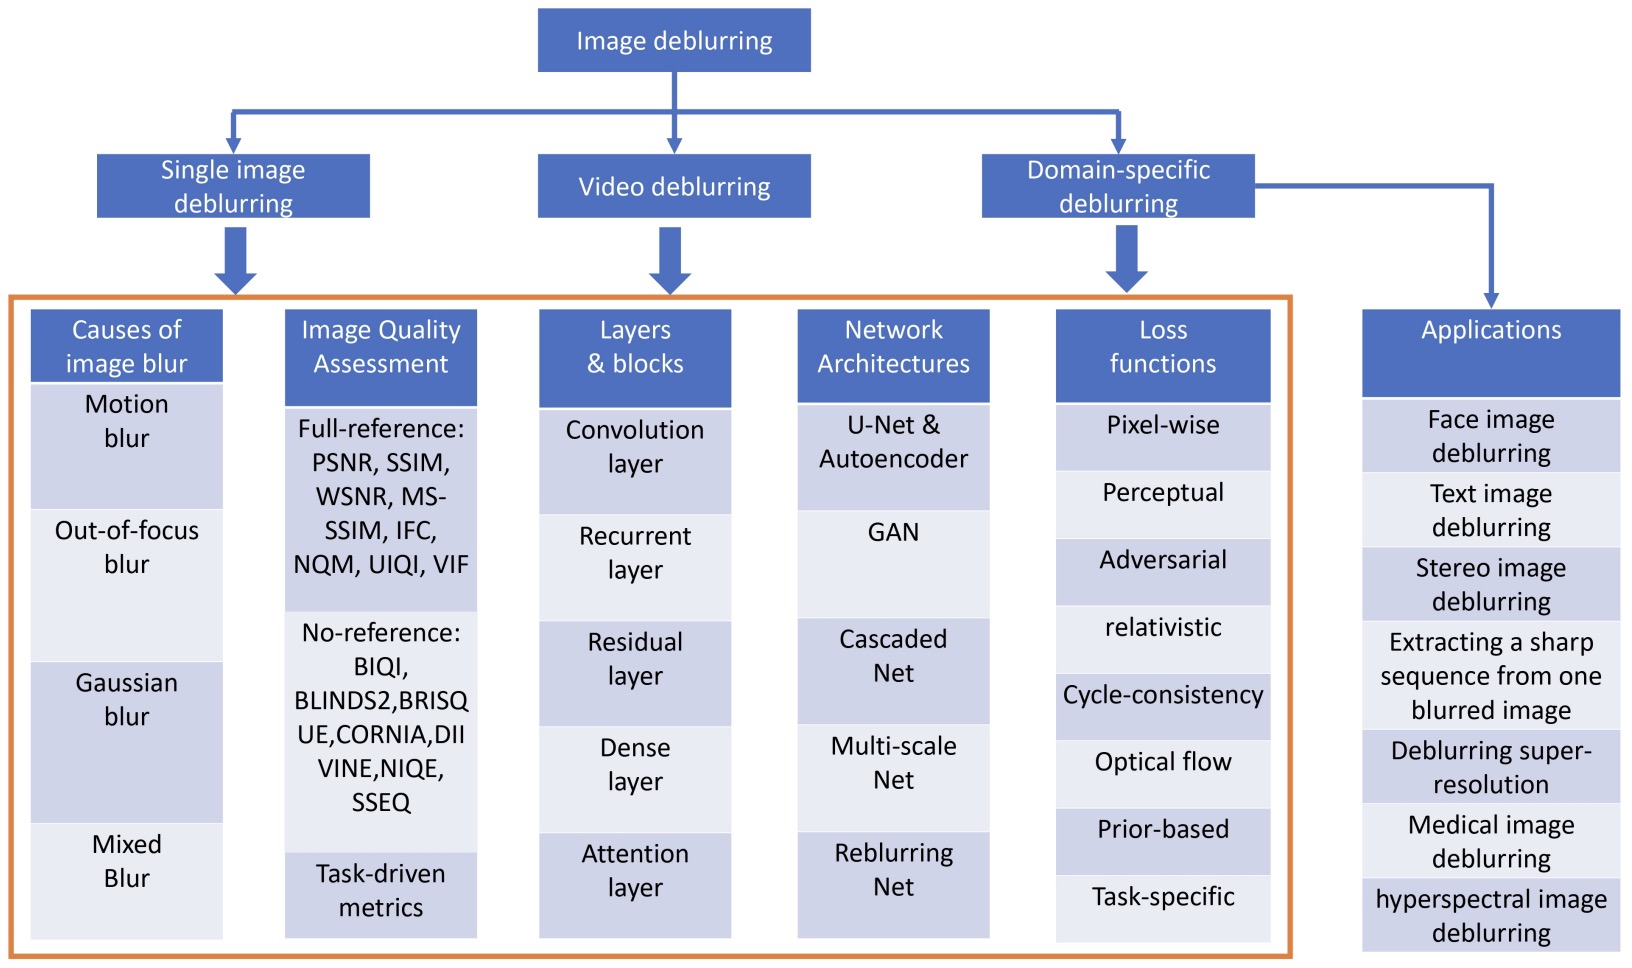 Image deblurring
Single image
deblurring
Video deblurring
Domain-specific
deblurring
Causes of
image blur
Motion
blur
Out-of-focus
blur
Gaussian
blur
Mixed
Blur
Image Quality
Assessment
Full-reference:
PSNR, SSIM,
WSNR, MS-
SSIM, IFC,
NQM, UIQI, VIF
No-reference:
BIQI,
BLINDS2,BRISQ
UE,CORNIA,DII
VINE,NIQE,
SSEQ
Task-driven
metrics
Layers
& blocks
Convolution
layer
Recurrent
layer
Residual
layer
Dense
layer
Attention
layer
Network
Architectures
U-Net &
Autoencoder
GAN
Cascaded
Net
Multi-scale
Net
Reblurring
Net
Loss
functions
Pixel-wise
Perceptual
Adversarial
relativistic
Cycle-consistency
Optical flow
Prior-based
Task-specific
Applications
Face image
deblurring
Text image
deblurring
Stereo image
deblurring
Extracting a sharp
sequence from one
blurred image
Deblurring super-
resolution
Medical image
deblurring
hyperspectral image
deblurring